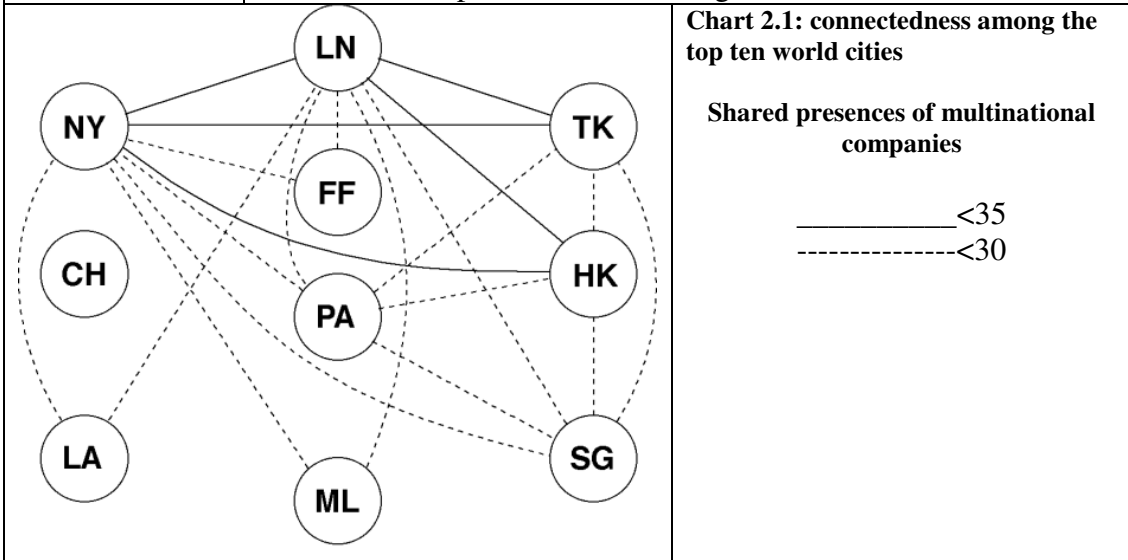 LN
NY
TK
FF
CH
HK
PA
LA
SG
ML
Chart 2.1: connectedness among the
top ten world cities
Shared presences of multinational
companies
___________<35
---------------<30